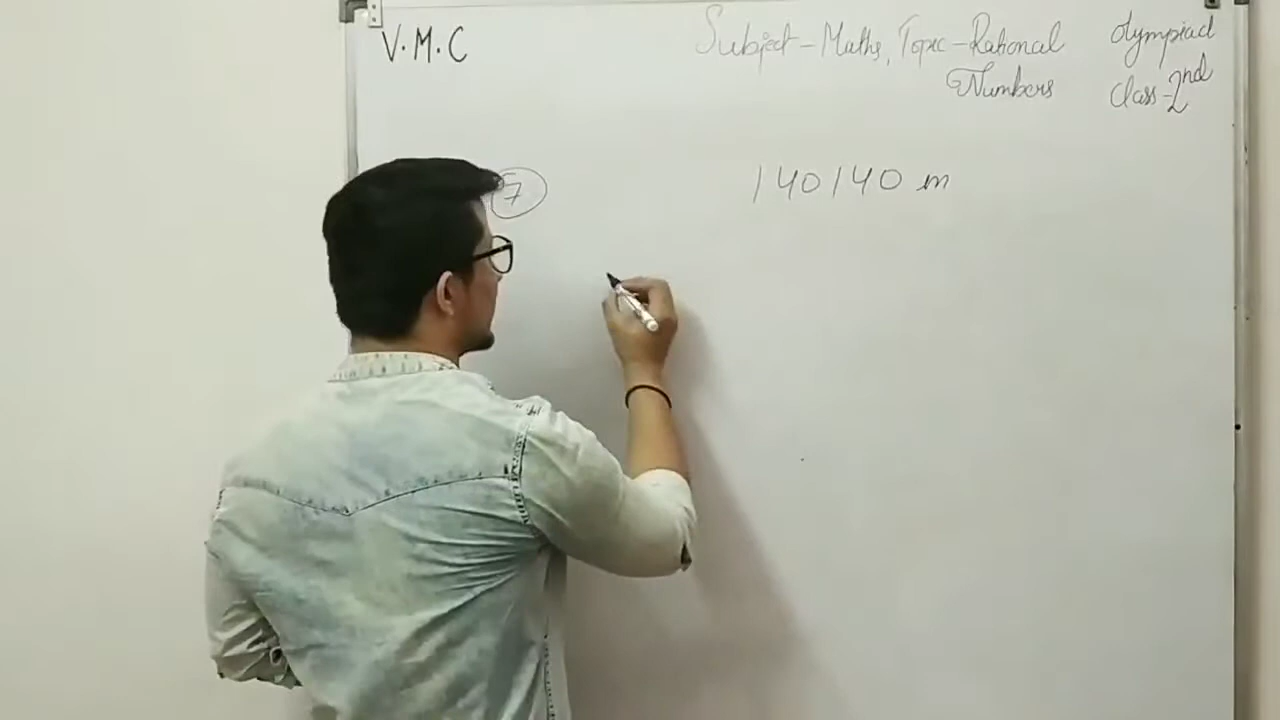 V.M.C
Subject - Maths, Topic - Rational
Numbers
Olympiad
Class - 2nd
7
140140 m